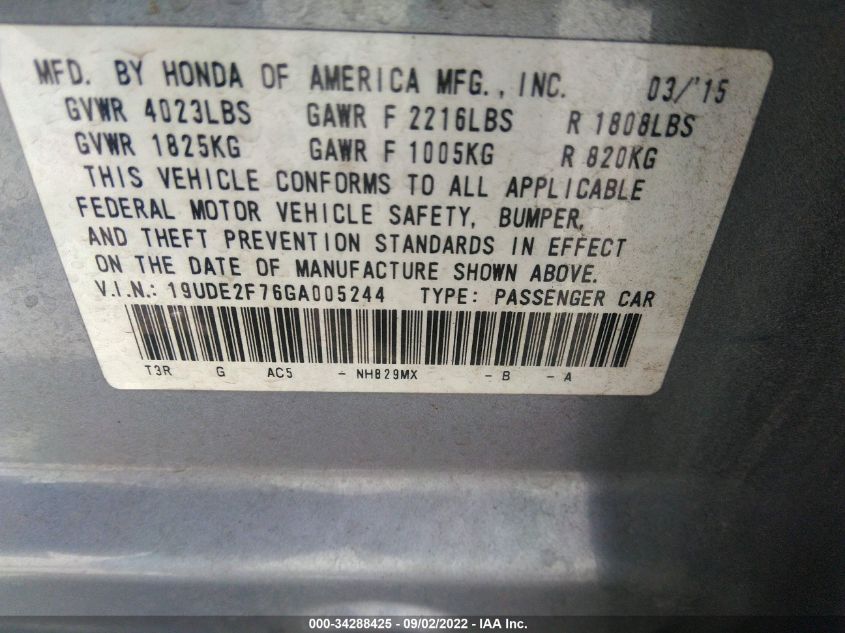 MFD. BY HONDA OF AMERICA MFG., INC. 03/'15
GVWR 4023LBS GAWR F 2216LBS R 1808LBS
GVWR 1825KG GAWR F 1005KG R 820KG
THIS VEHICLE CONFORMS TO ALL APPLICABLE
FEDERAL MOTOR VEHICLE SAFETY, BUMPER,
AND THEFT PREVENTION STANDARDS IN EFFECT
ON THE DATE OF MANUFACTURE SHOWN ABOVE.
V.I.N.: 19UDE2F76GA005244 TYPE: PASSENGER CAR
T3R G AC5 - NH829MX - B - A
000-34288425 - 09/02/2022 - IAA Inc.